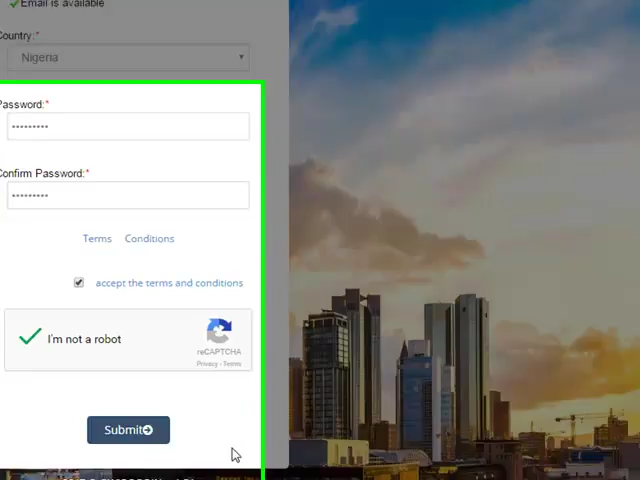 Email is available
Country:*
Nigeria
Password:*
•••••••••
Confirm Password:*
•••••••••
Terms Conditions
accept the terms and conditions
I'm not a robot
reCAPTCHA
Privacy - Terms
Submit